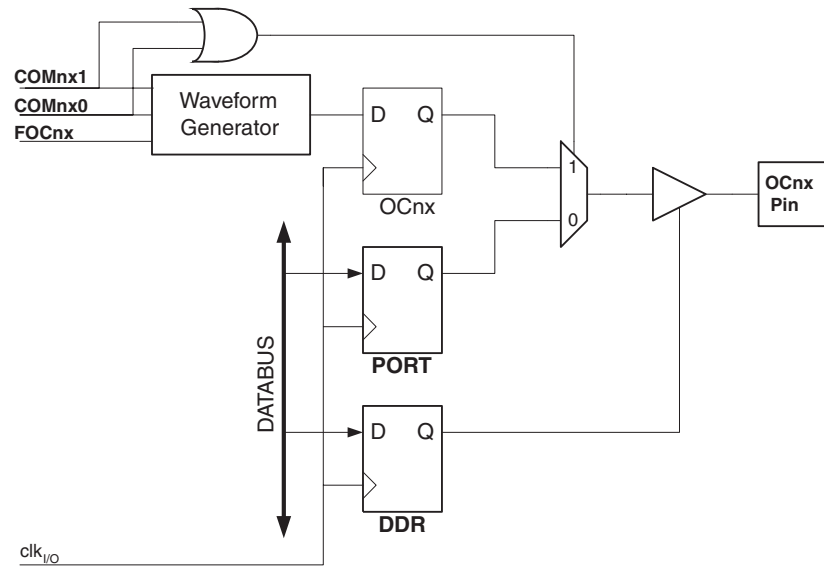 COMnx1
COMnx0
FOCnx
Waveform
Generator
D Q
OCnx
1
0
OCnx
Pin
D Q
PORT
D Q
DDR
DATABUS
clkI/O